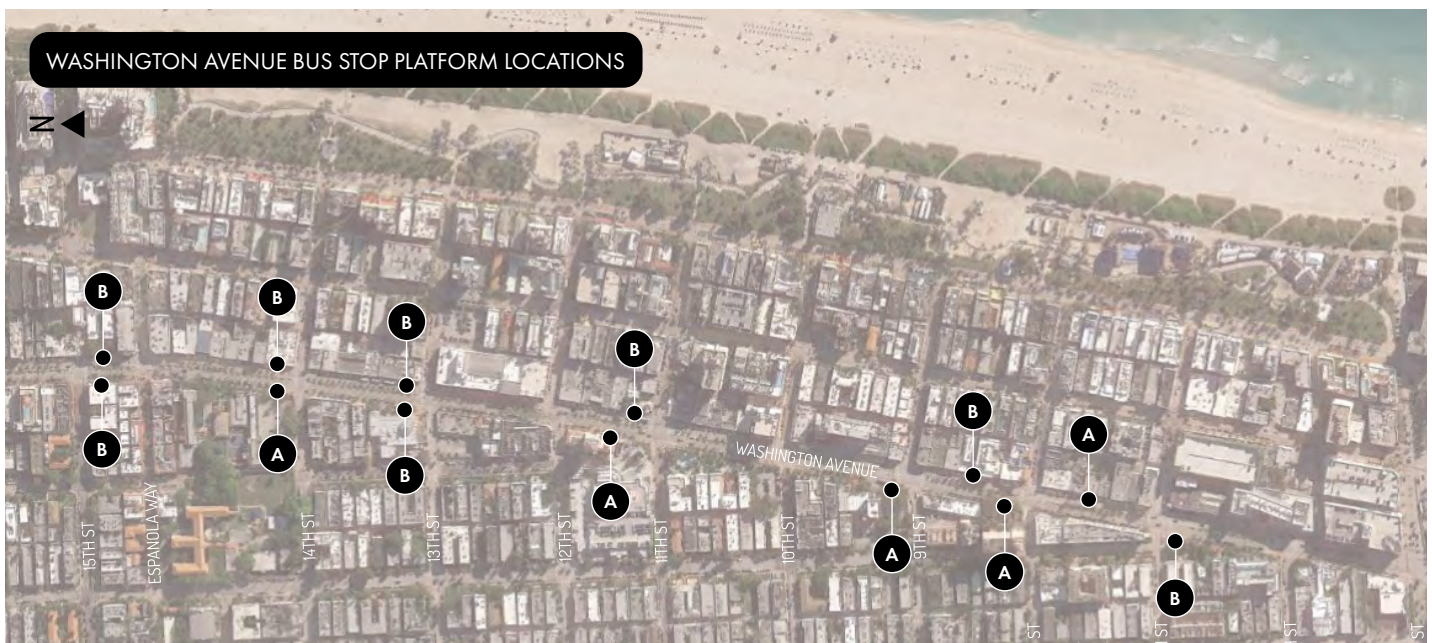 WASHINGTON AVENUE BUS STOP PLATFORM LOCATIONS
N
B
B
B
B
B
A
B
A
B
A
WASHINGTON AVENUE
A
A
B
15TH ST
ESPANOLA WAY
14TH ST
13TH ST
12TH ST
11TH ST
10TH ST
9TH ST
ST
ST
ST
ST